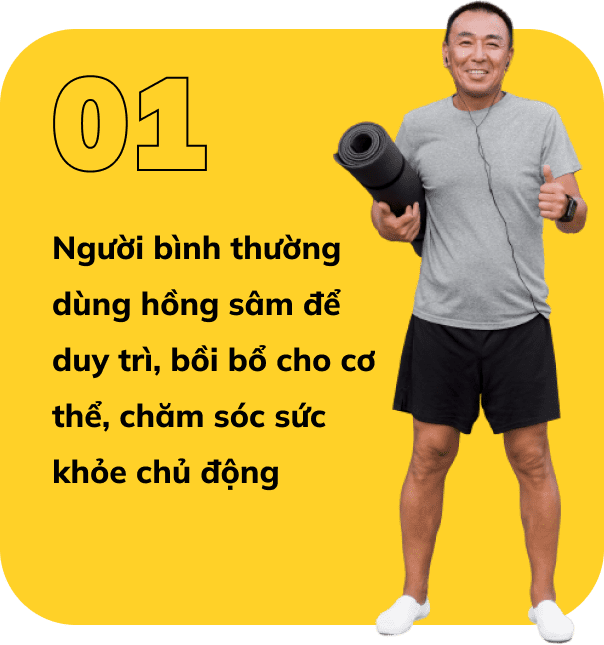 01
Người bình thường
dùng hồng sâm để
duy trì, bồi bổ cho cơ
thể, chăm sóc sức
khỏe chủ động